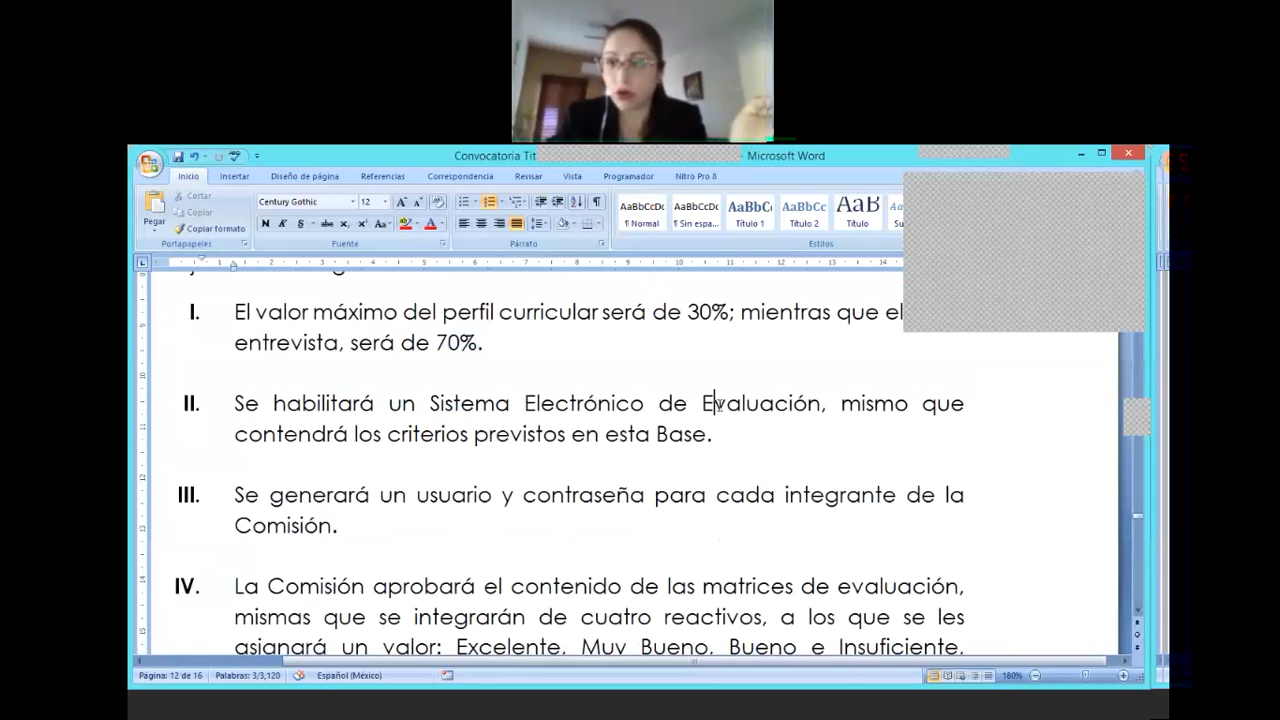 Convocatoria Tit
- Microsoft Word
Inicio Insertar Diseño de página Referencias Correspondencia Revisar Vista Programador Nitro Pro 8
Cortar
Copiar
Copiar formato
Pegar
Portapapeles
Century Gothic 12
Fuente
Párrafo
AaBbCcDc AaBbCcDc AaBbC AaBbCc AaB
¶ Normal ¶ Sin espa... Título 1 Título 2 Título
Estilos
I. El valor máximo del perfil curricular será de 30%; mientras que el
entrevista, será de 70%.
II. Se habilitará un Sistema Electrónico de Evaluación, mismo que
contendrá los criterios previstos en esta Base.
III. Se generará un usuario y contraseña para cada integrante de la
Comisión.
IV. La Comisión aprobará el contenido de las matrices de evaluación,
mismas que se integrarán de cuatro reactivos, a los que se les
asignará un valor: Excelente, Muy Bueno, Bueno e Insuficiente,
Página: 12 de 16 Palabras: 3/3,120 Español (México) 180%